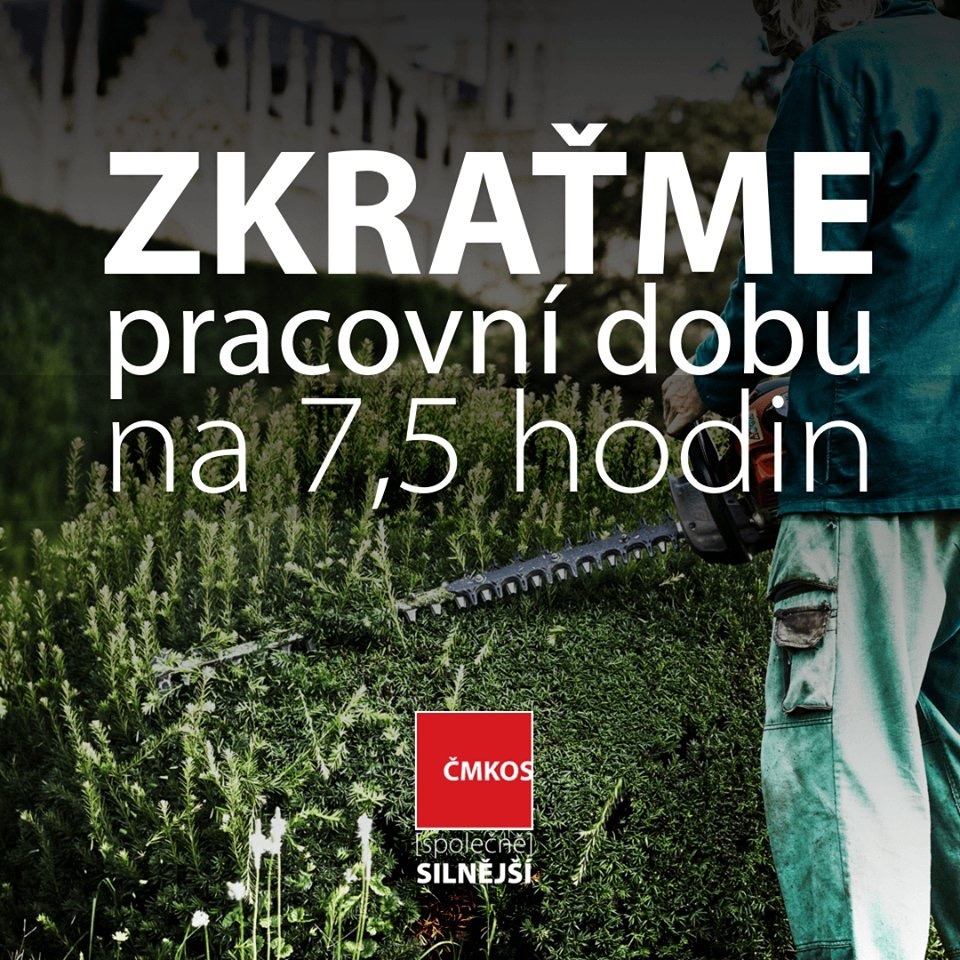 ZKRAŤME
pracovní dobu
na 7,5 hodin
ČMKOS
[společně]
SILNĚJŠÍ